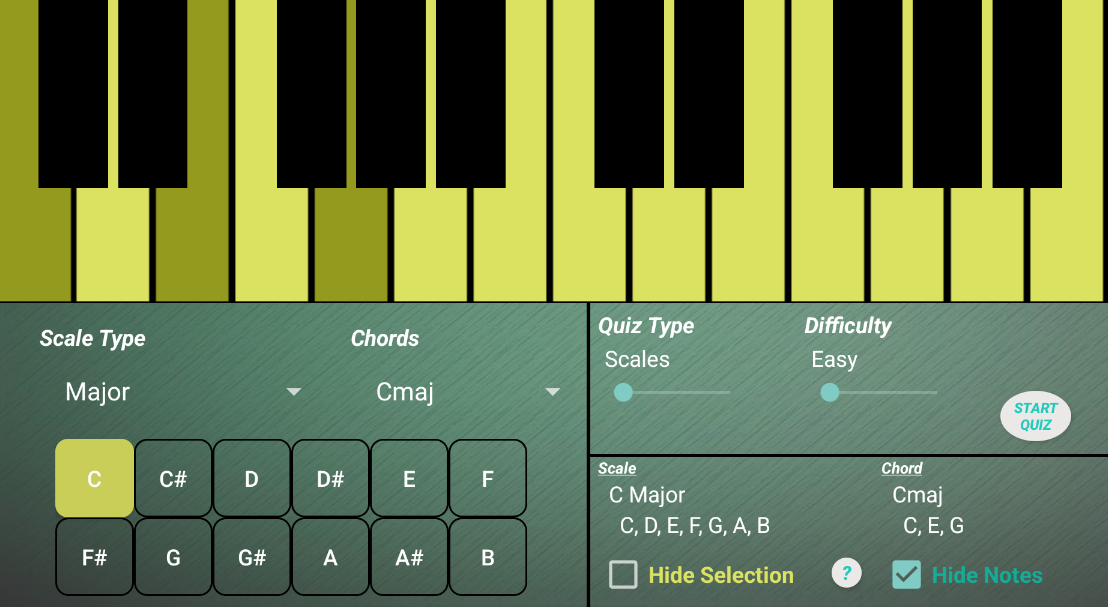 Scale Type
Chords
Major
Cmaj
C
C#
D
D#
E
F
F#
G
G#
A
A#
B
Quiz Type
Difficulty
Scales
Easy
START
QUIZ
Scale
Chord
C Major
Cmaj
C, D, E, F, G, A, B
C, E, G
Hide Selection
?
Hide Notes